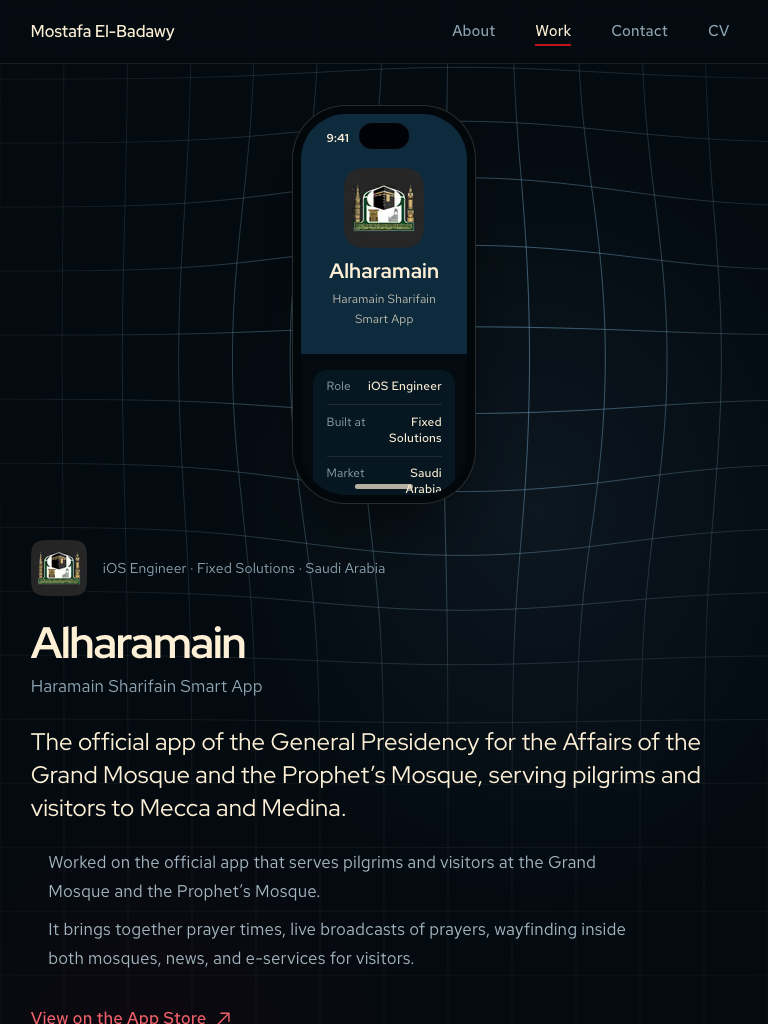 Mostafa El-Badawy
About Work Contact CV
9:41
Alharamain
Haramain Sharifain
Smart App
Role iOS Engineer
Built at Fixed
Solutions
Market Saudi
Arabia
iOS Engineer · Fixed Solutions · Saudi Arabia
Alharamain
Haramain Sharifain Smart App
The official app of the General Presidency for the Affairs of the
Grand Mosque and the Prophet’s Mosque, serving pilgrims and
visitors to Mecca and Medina.
Worked on the official app that serves pilgrims and visitors at the Grand
Mosque and the Prophet’s Mosque.
It brings together prayer times, live broadcasts of prayers, wayfinding inside
both mosques, news, and e-services for visitors.
View on the App Store